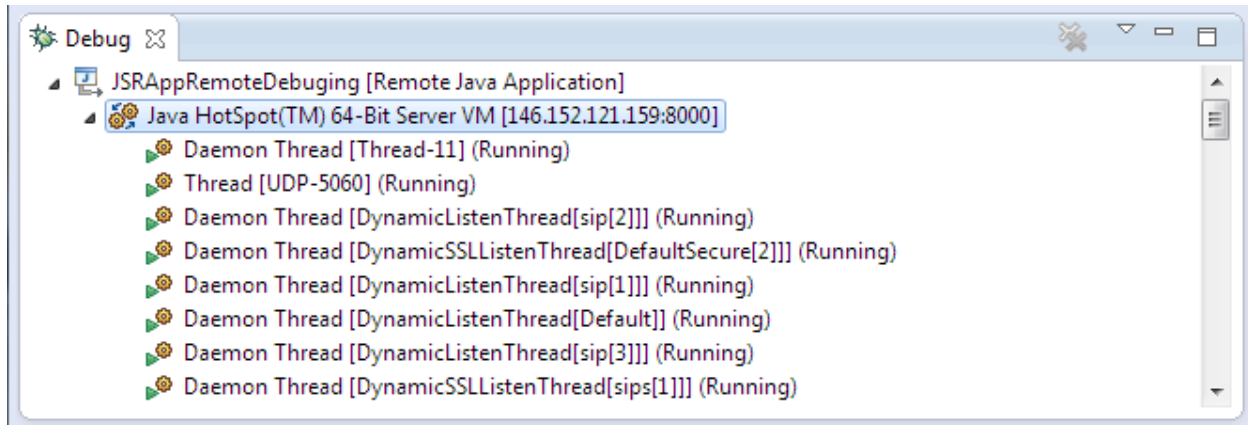 Debug
JSRAppRemoteDebuging [Remote Java Application]
Java HotSpot(TM) 64-Bit Server VM [146.152.121.159:8000]
Daemon Thread [Thread-11] (Running)
Thread [UDP-5060] (Running)
Daemon Thread [DynamicListenThread[sip[2]]] (Running)
Daemon Thread [DynamicSSLListenThread[DefaultSecure[2]]] (Running)
Daemon Thread [DynamicListenThread[sip[1]]] (Running)
Daemon Thread [DynamicListenThread[Default]] (Running)
Daemon Thread [DynamicListenThread[sip[3]]] (Running)
Daemon Thread [DynamicSSLListenThread[sips[1]]] (Running)